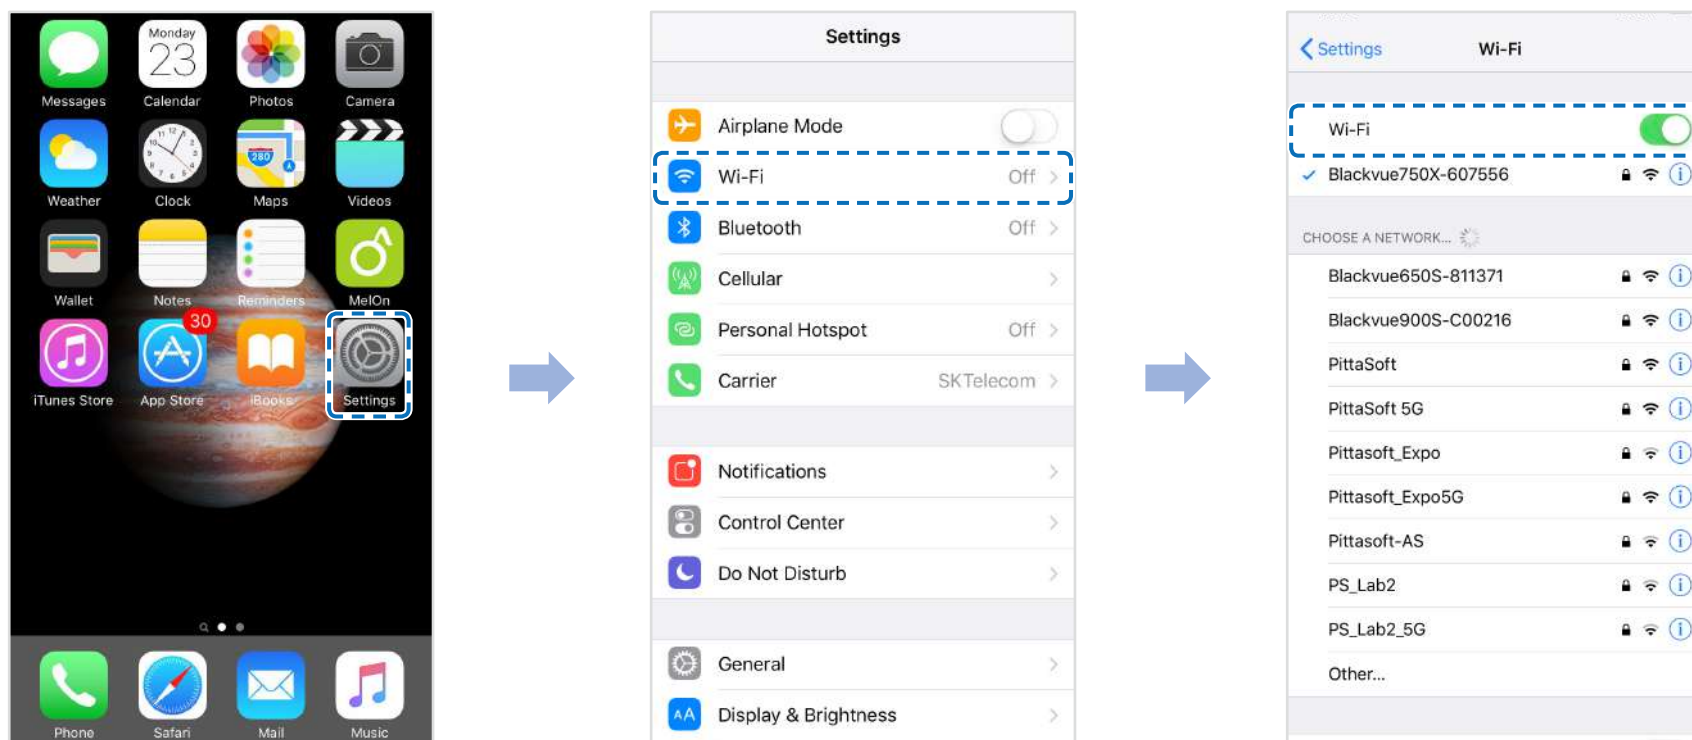 Monday
23
Messages
Calendar
Photos
Camera
280
Weather
Clock
Maps
Videos
Wallet
Notes
Reminders
MelOn
30
iTunes Store
App Store
iBooks
Settings
Phone
Safari
Mail
Music
Settings
Airplane Mode
Wi-Fi Off
Bluetooth Off
Cellular
Personal Hotspot Off
Carrier SKTelecom
Notifications
Control Center
Do Not Disturb
General
AA Display & Brightness
Settings Wi-Fi
Wi-Fi
Blackvue750X-607556
CHOOSE A NETWORK...
Blackvue650S-811371
Blackvue900S-C00216
PittaSoft
PittaSoft 5G
Pittasoft_Expo
Pittasoft_Expo5G
Pittasoft-AS
PS_Lab2
PS_Lab2_5G
Other...